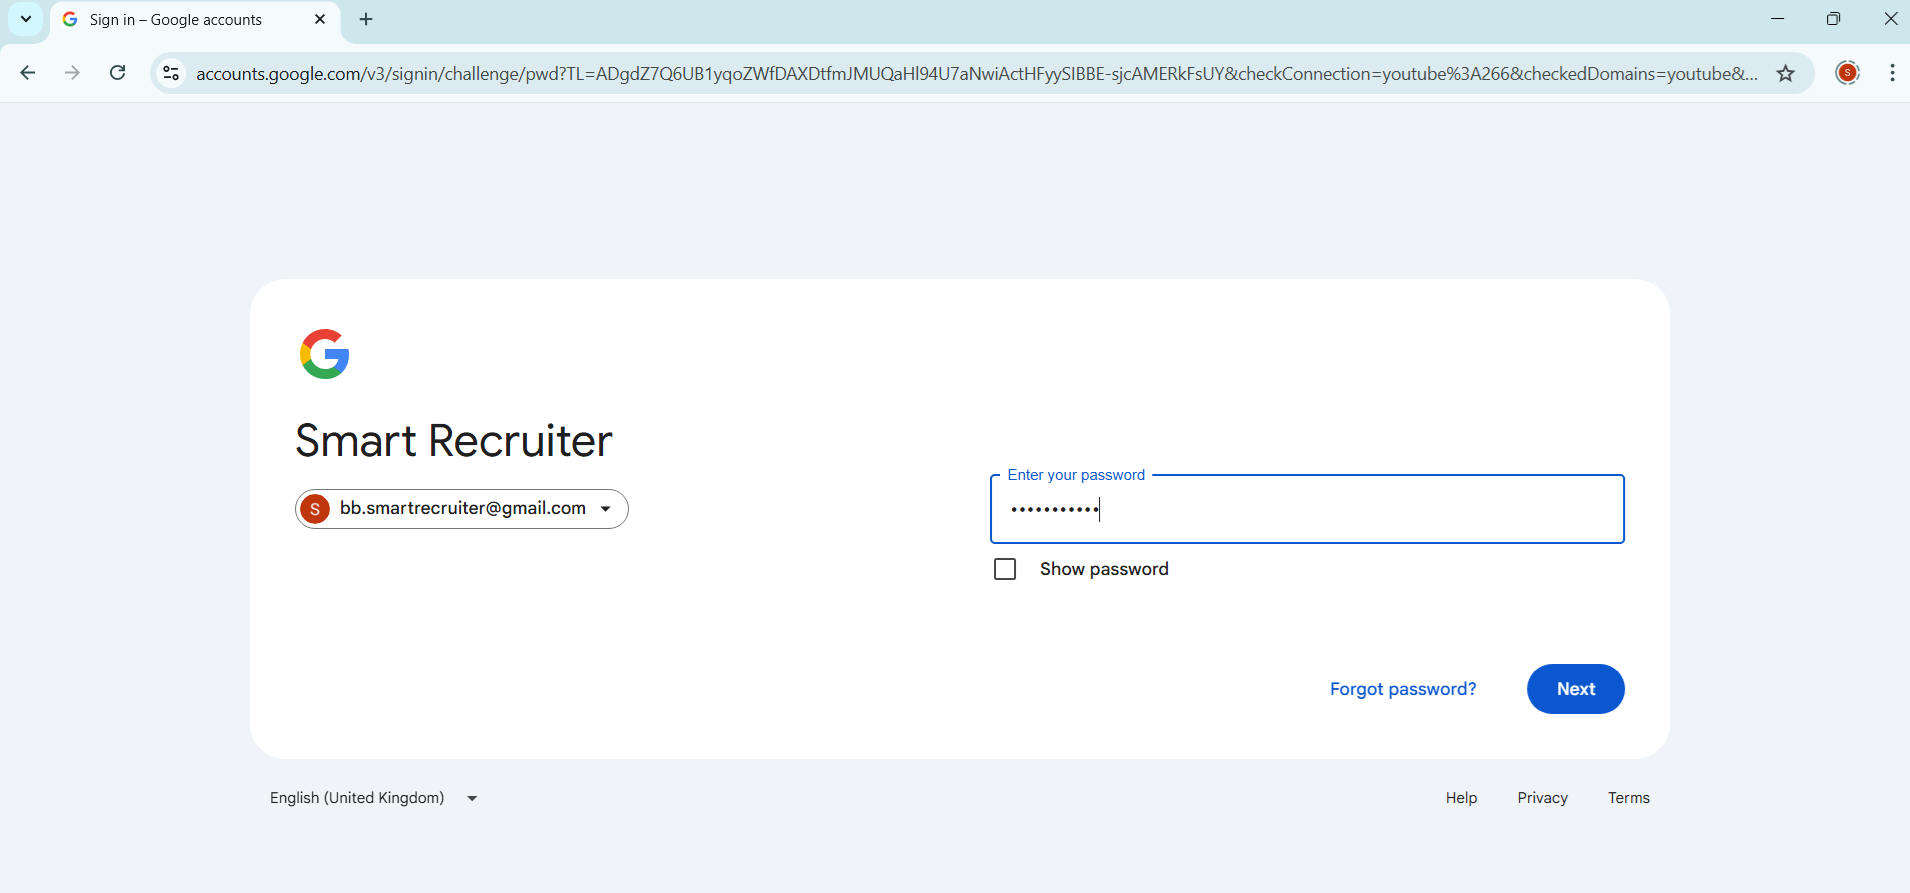 Sign in – Google accounts
accounts.google.com/v3/signin/challenge/pwd?TL=ADgdZ7Q6UB1yqoZWfDAXDtfmJMUQaHl94U7aNwiActHFyySIBBE-sjcAMERkFsUY&checkConnection=youtube%3A266&checkedDomains=youtube&...
S
Smart Recruiter
Enter your password
S bb.smartrecruiter@gmail.com
•••••••••••
Show password
Forgot password?
Next
English (United Kingdom)
Help
Privacy
Terms